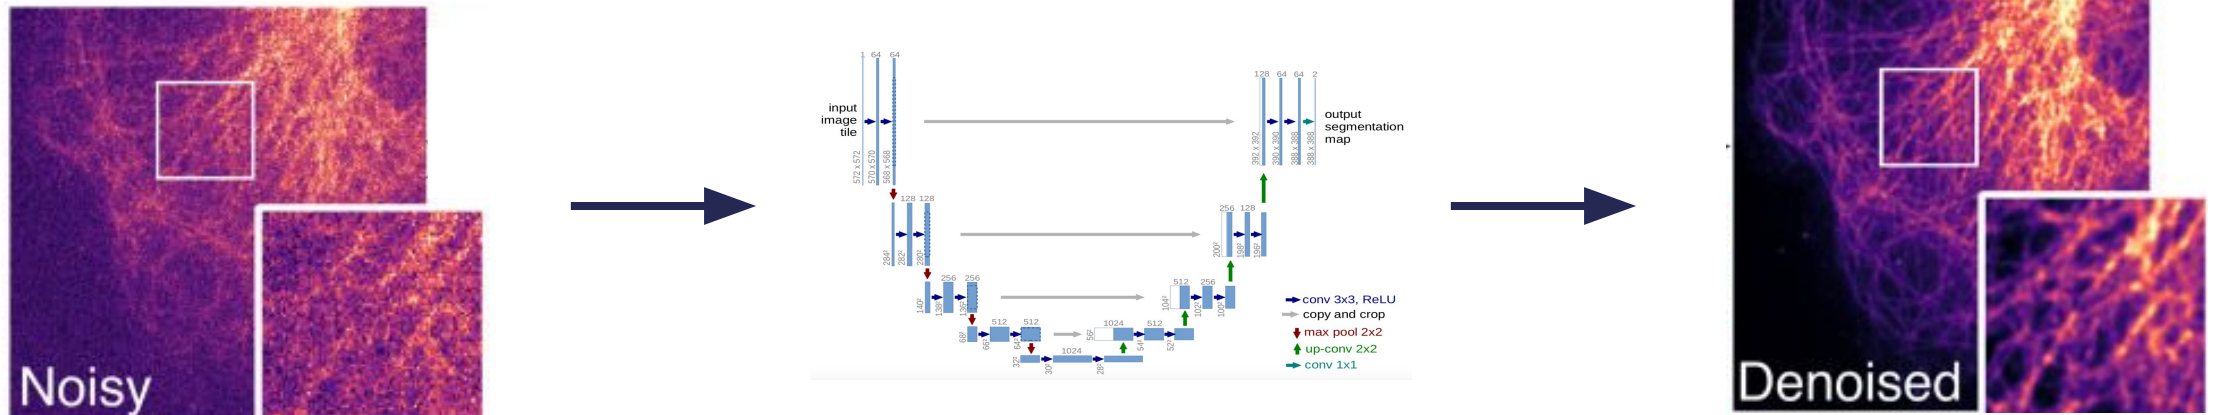 Noisy
1 64 64
input
image
tile
572 x 572
570 x 570
568 x 568
128 128
284²
282²
280²
256 256
140²
138²
136²
512 512
68²
66²
64²
1024
32²
30²
28²
1024 512
56²
54²
52²
512 256
104²
102²
100²
256 128
200²
198²
196²
128 64 64 2
392 x 392
390 x 390
388 x 388
388 x 388
output
segmentation
map
conv 3x3, ReLU
copy and crop
max pool 2x2
up-conv 2x2
conv 1x1
Denoised